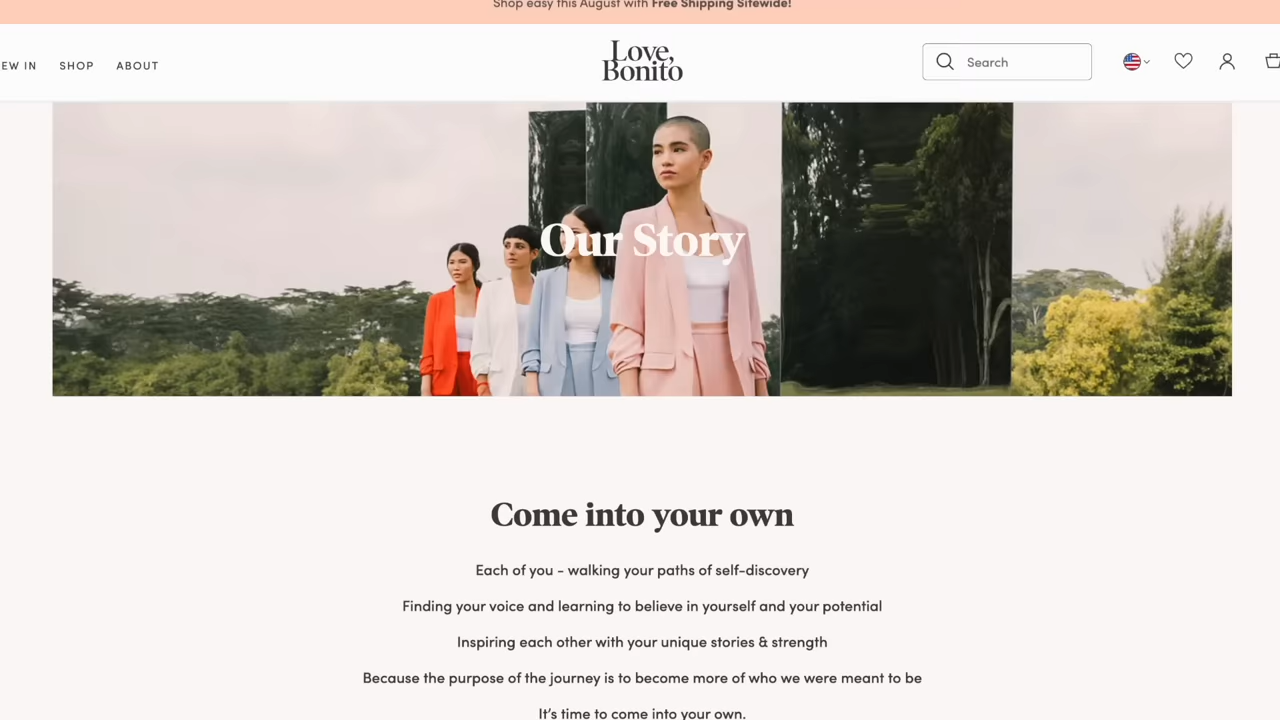 Shop easy this August with Free Shipping Sitewide!
EW IN SHOP ABOUT
Love,
Bonito
Search
Our Story
Come into your own
Each of you - walking your paths of self-discovery
Finding your voice and learning to believe in yourself and your potential
Inspiring each other with your unique stories & strength
Because the purpose of the journey is to become more of who we were meant to be
It's time to come into your own.